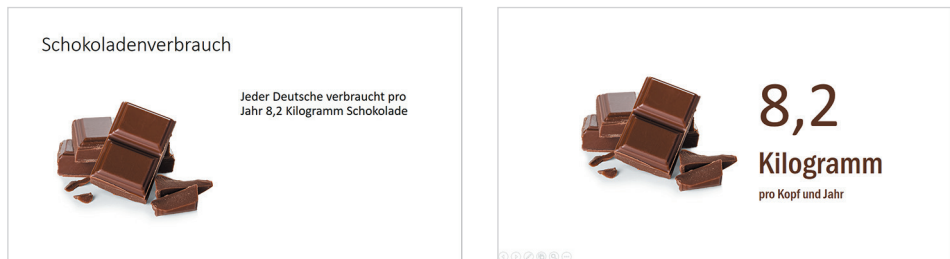 Schokoladenverbrauch
Jeder Deutsche verbraucht pro
Jahr 8,2 Kilogramm Schokolade
8,2
Kilogramm
pro Kopf und Jahr